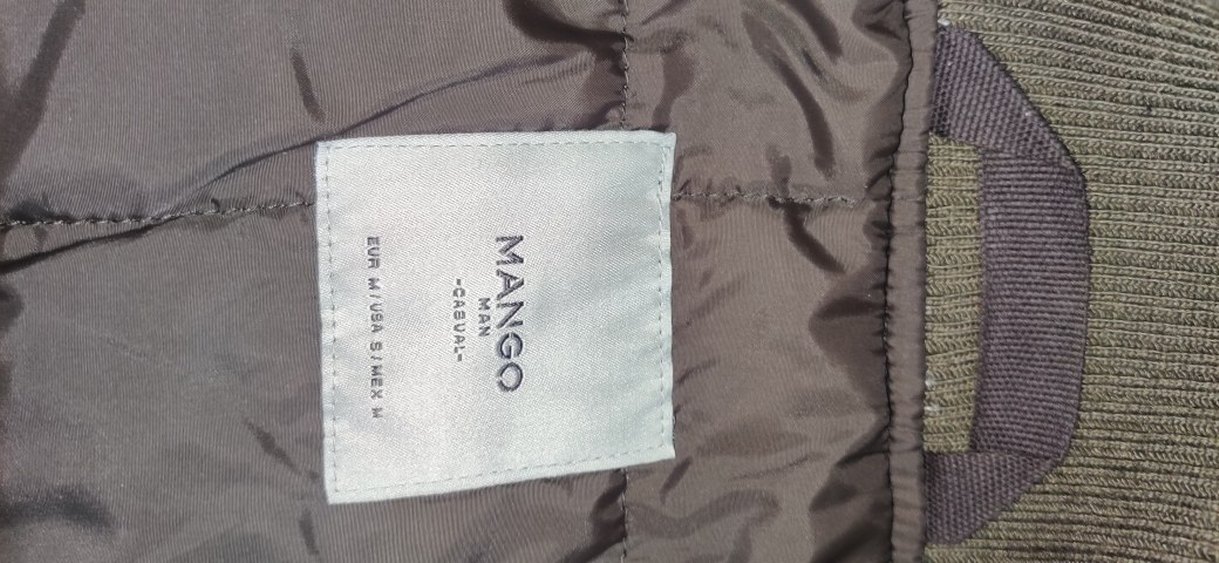 MANGO
MAN
-CASUAL-
EUR M / USA S / MEX M